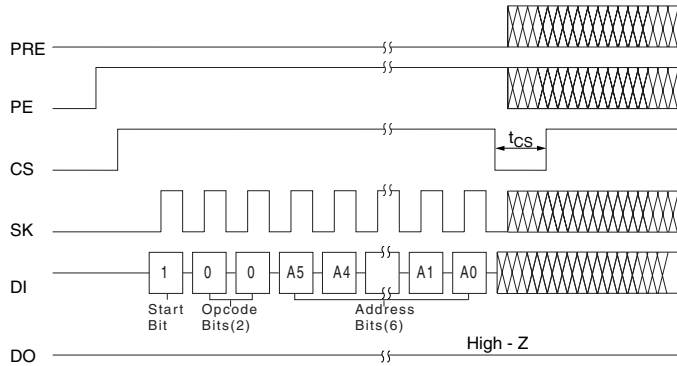 PRE
PE
tCS
CS
SK
DI
1 0 0 A5 A4 A1 A0
Start Bit
Opcode Bits(2)
Address Bits(6)
High - Z
DO